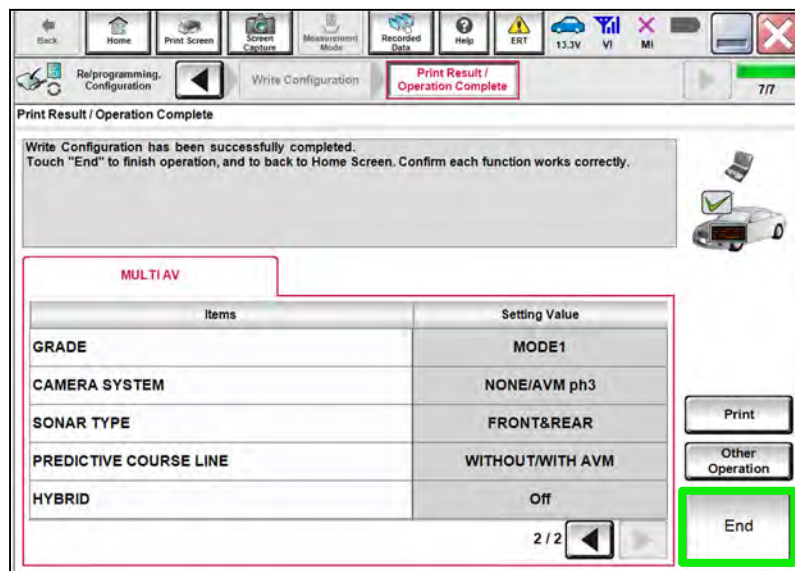 Back
Home
Print Screen
Screen
Capture
Measurement
Mode
Recorded
Data
Help
ERT
13.3V
VI
MI
Re/programming,
Configuration
Write Configuration
Print Result /
Operation Complete
7/7
Print Result / Operation Complete
Write Configuration has been successfully completed.
Touch "End" to finish operation, and to back to Home Screen. Confirm each function works correctly.
MULTI AV
Items
Setting Value
GRADE
MODE1
CAMERA SYSTEM
NONE/AVM ph3
SONAR TYPE
FRONT&REAR
PREDICTIVE COURSE LINE
WITHOUT/WITH AVM
HYBRID
Off
2 / 2
Print
Other
Operation
End